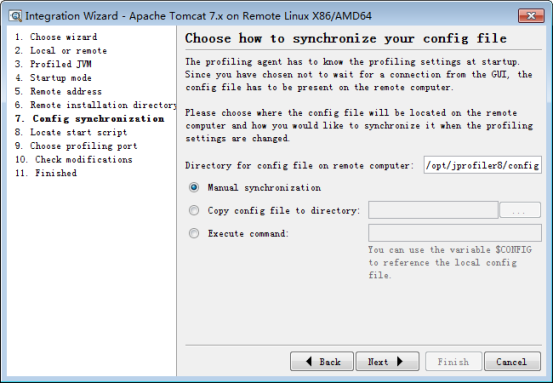 Integration Wizard - Apache Tomcat 7.x on Remote Linux X86/AMD64
1. Choose wizard
2. Local or remote
3. Profiled JVM
4. Startup mode
5. Remote address
6. Remote installation directory
7. Config synchronization
8. Locate start script
9. Choose profiling port
10. Check modifications
11. Finished
Choose how to synchronize your config file
The profiling agent has to know the profiling settings at startup.
Since you have chosen not to wait for a connection from the GUI, the
config file has to be present on the remote computer.
Please choose where the config file will be located on the remote
computer and how you would like to synchronize it when the profiling
settings are changed.
Directory for config file on remote computer: /opt/jprofiler8/config
Manual synchronization
Copy config file to directory: ...
Execute command:
You can use the variable $CONFIG
to reference the local config
file.
Back Next Finish Cancel